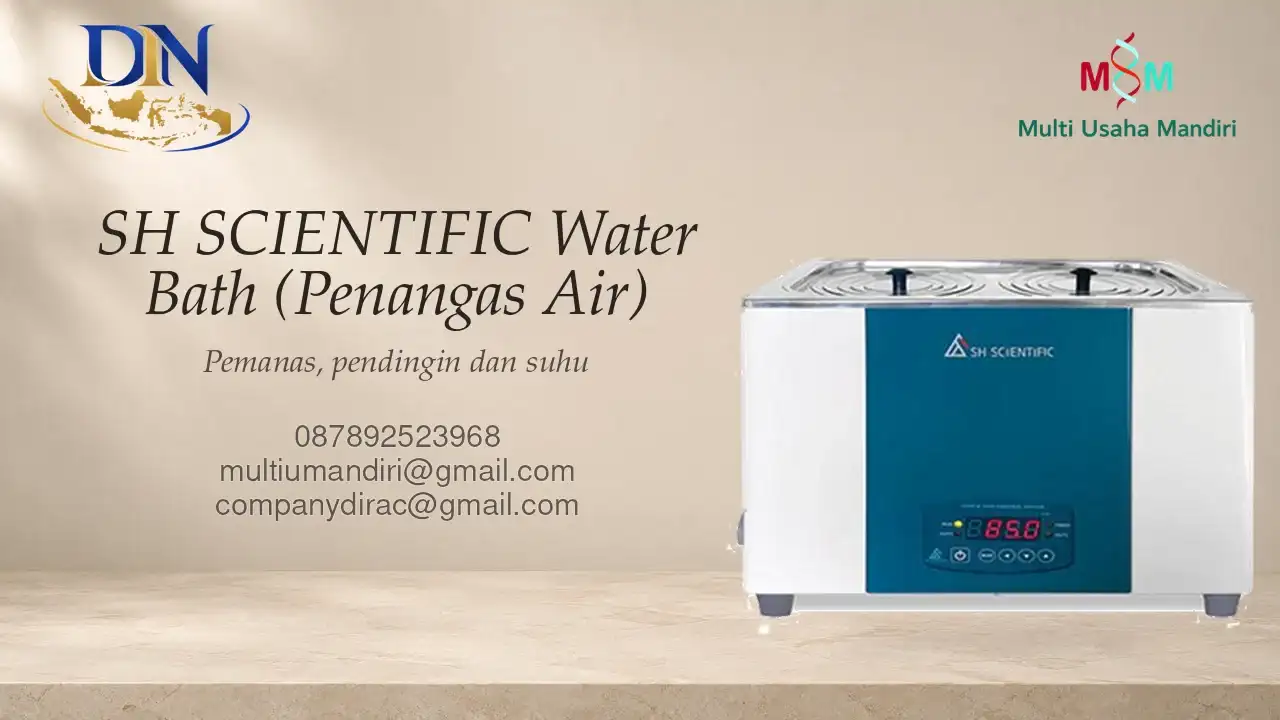 DIN
M M
Multi Usaha Mandiri
SH SCIENTIFIC Water
Bath (Penangas Air)
Pemanas, pendingin dan suhu
087892523968
multiumandiri@gmail.com
companydirac@gmail.com
SH SCIENTIFIC
85.0